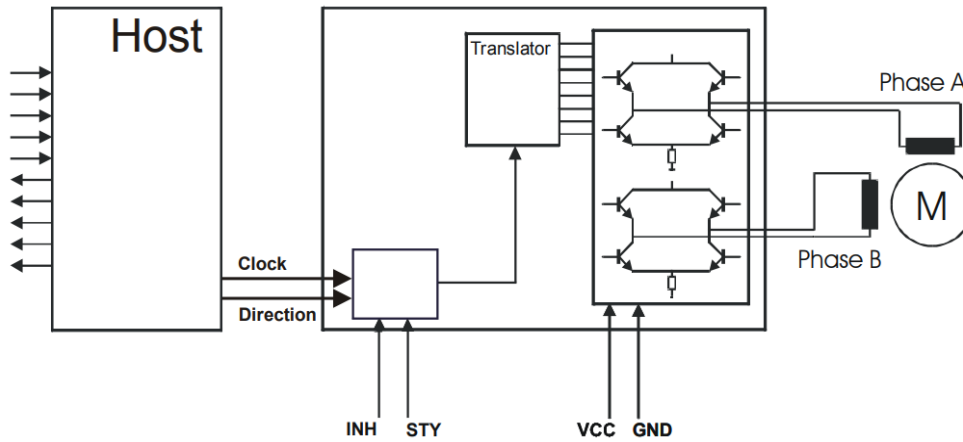 Host
Translator
Phase A
M
Phase B
Clock
Direction
INH STY VCC GND